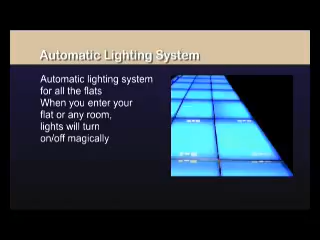 Automatic Lighting System
Automatic lighting system
for all the flats
When you enter your
flat or any room,
lights will turn
on/off magically